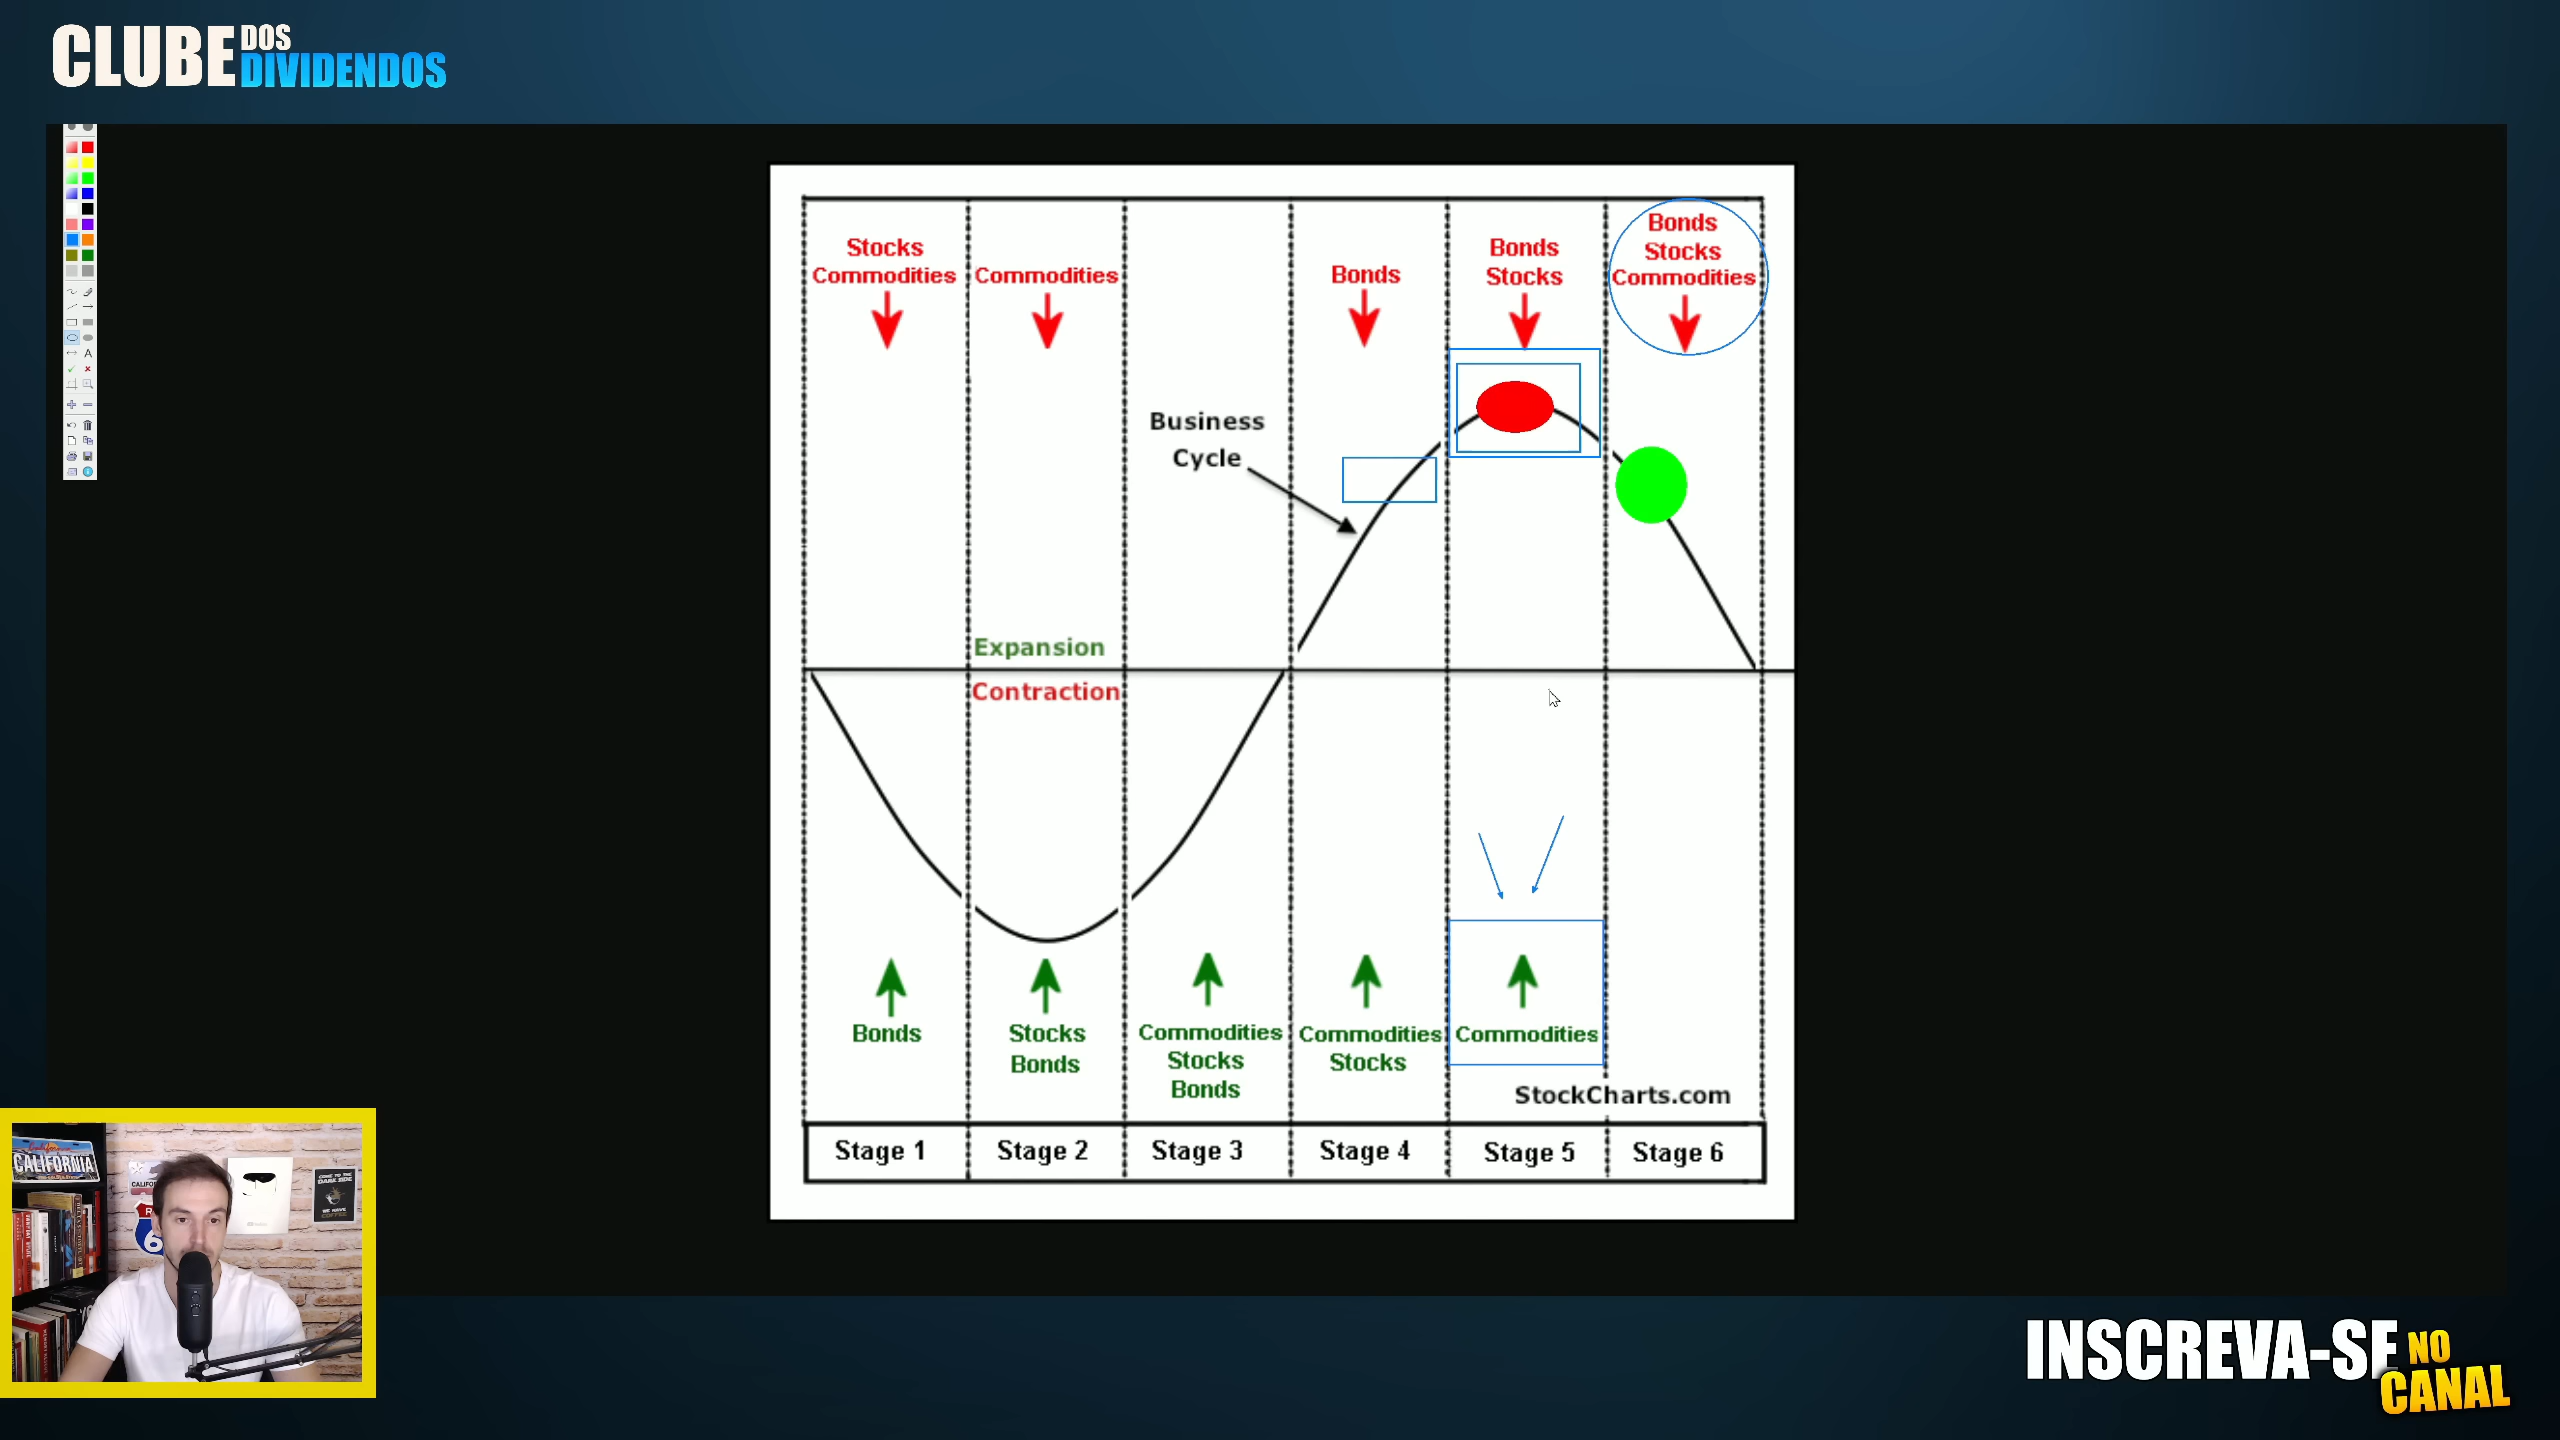 CLUBE DOS DIVIDENDOS
Stocks
Commodities
Commodities
Bonds
Bonds
Stocks
Bonds
Stocks
Commodities
Business
Cycle
Expansion
Contraction
Bonds
Stocks
Bonds
Commodities
Stocks
Bonds
Commodities
Stocks
Commodities
StockCharts.com
Stage 1
Stage 2
Stage 3
Stage 4
Stage 5
Stage 6
CALIFORNIA
INSCREVA-SE NO
CANAL